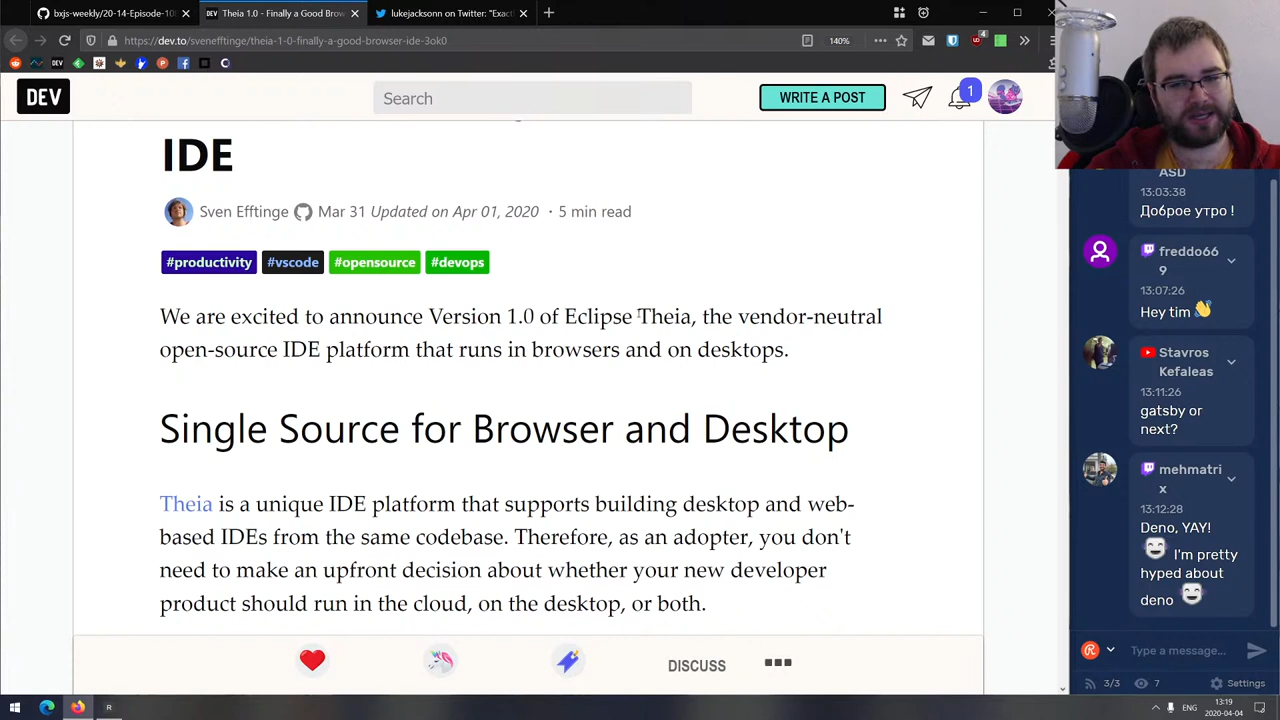 bxjs-weekly/20-14-Episode-10
Theia 1.0 - Finally a Good Brow
lukejacksonn on Twitter: "Exact
https://dev.to/svenefftinge/theia-1-0-finally-a-good-browser-ide-3ok0
140%
4
DEV
Search
WRITE A POST
1
IDE
Sven Efftinge Mar 31 Updated on Apr 01, 2020 · 5 min read
#productivity #vscode #opensource #devops
We are excited to announce Version 1.0 of Eclipse Theia, the vendor-neutral
open-source IDE platform that runs in browsers and on desktops.
Single Source for Browser and Desktop
Theia is a unique IDE platform that supports building desktop and web-
based IDEs from the same codebase. Therefore, as an adopter, you don't
need to make an upfront decision about whether your new developer
product should run in the cloud, on the desktop, or both.
DISCUSS
ASD
13:03:38
Доброе утро !
freddo66
9
13:07:26
Hey tim
Stavros
Kefaleas
13:11:26
gatsby or
next?
mehmatri
x
13:12:28
Deno, YAY!
I'm pretty
hyped about
deno
Type a message...
3/3
7
Settings
ENG
13:19
2020-04-04